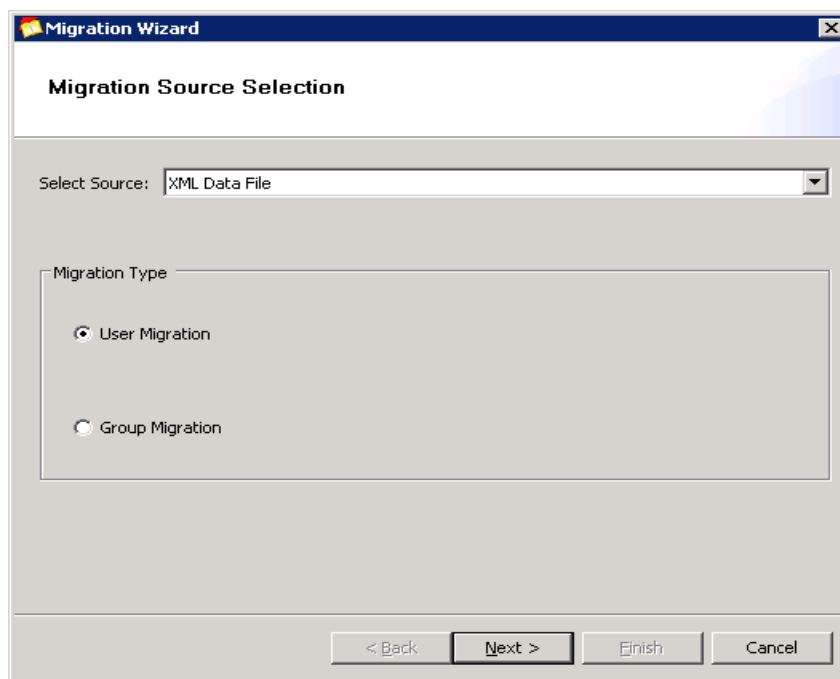 Migration Wizard
Migration Source Selection
Select Source: XML Data File
Migration Type
User Migration
Group Migration
< Back Next > Finish Cancel